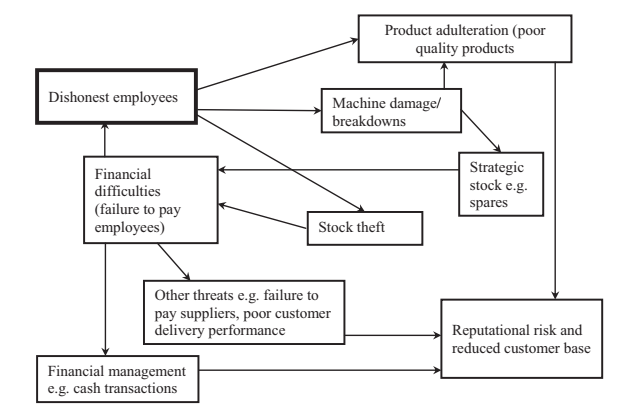 Product adulteration (poor
quality products
Dishonest employees
Machine damage/
breakdowns
Financial
difficulties
(failure to pay
employees)
Strategic
stock e.g.
spares
Stock theft
Other threats e.g. failure to
pay suppliers, poor customer
delivery performance
Reputational risk and
reduced customer base
Financial management
e.g. cash transactions